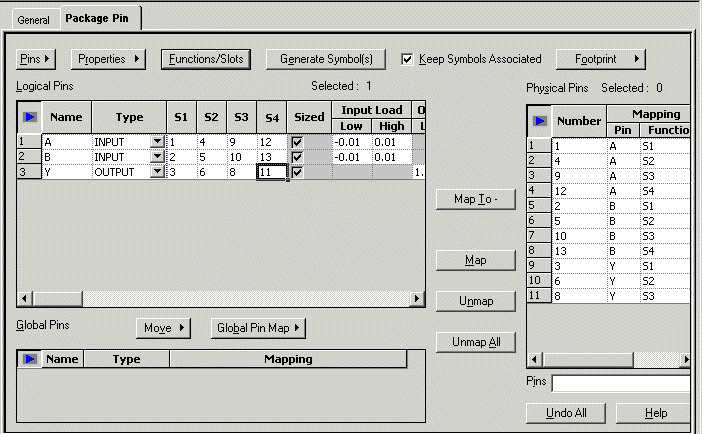 General Package Pin
Pins Properties Functions/Slots Generate Symbol(s) Keep Symbols Associated Footprint
Logical Pins Selected : 1
Physical Pins Selected : 0
Name Type S1 S2 S3 S4 Sized Input Load O
Low High L
1 A INPUT 1 4 9 12 -0.01 0.01
2 B INPUT 2 5 10 13 -0.01 0.01
3 Y OUTPUT 3 6 8 11 1.
Number Mapping
Pin Functio
1 1 A S1
2 4 A S2
3 9 A S3
4 12 A S4
5 2 B S1
6 5 B S2
7 10 B S3
8 13 B S4
9 3 Y S1
10 6 Y S2
11 8 Y S3
Map To -
Map
Unmap
Unmap All
Global Pins Move Global Pin Map
Name Type Mapping
Pins
Undo All Help